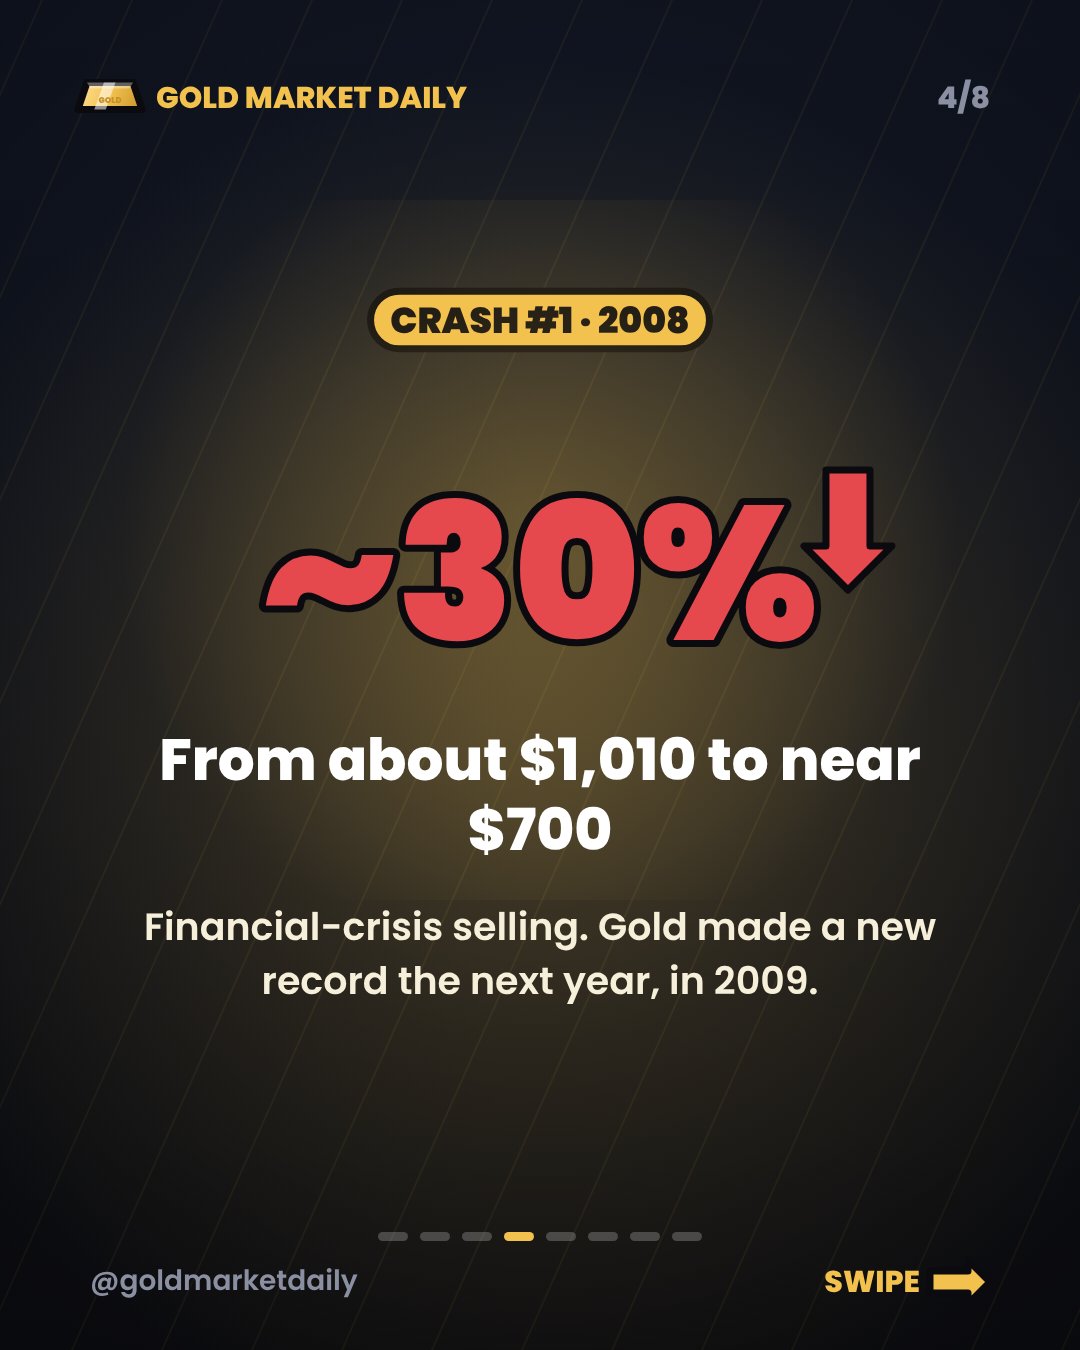 GOLD
GOLD MARKET DAILY
4/8
CRASH #1 · 2008
~30%
From about $1,010 to near
$700
Financial-crisis selling. Gold made a new
record the next year, in 2009.
@goldmarketdaily
SWIPE